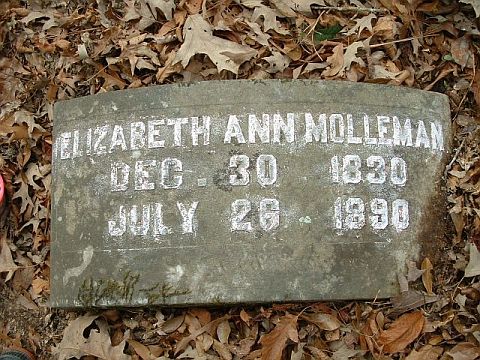 ELIZABETH ANN MOLLEMAN
DEC. 30 1830
JULY 26 1890